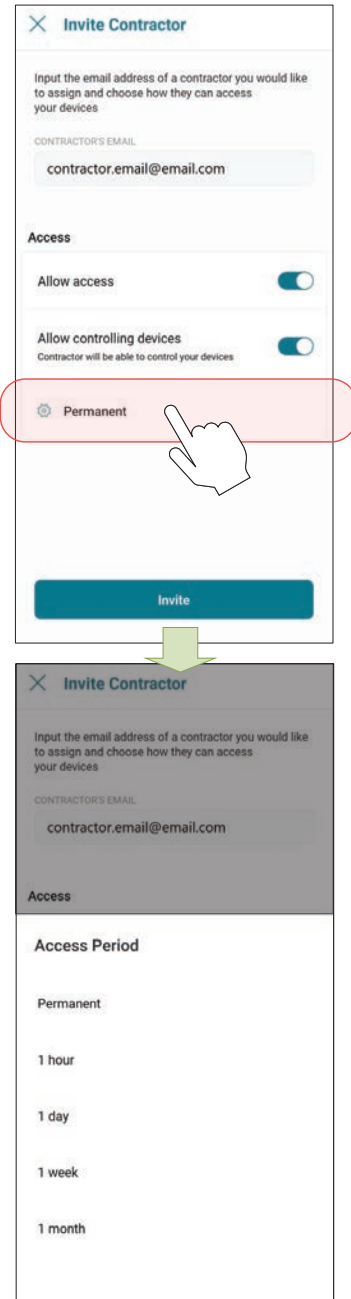 Invite Contractor
Input the email address of a contractor you would like
to assign and choose how they can access
your devices
CONTRACTOR'S EMAIL
contractor.email@email.com
Access
Allow access
Allow controlling devices
Contractor will be able to control your devices
Permanent
Invite
Invite Contractor
Input the email address of a contractor you would like
to assign and choose how they can access
your devices
CONTRACTOR'S EMAIL
contractor.email@email.com
Access
Access Period
Permanent
1 hour
1 day
1 week
1 month